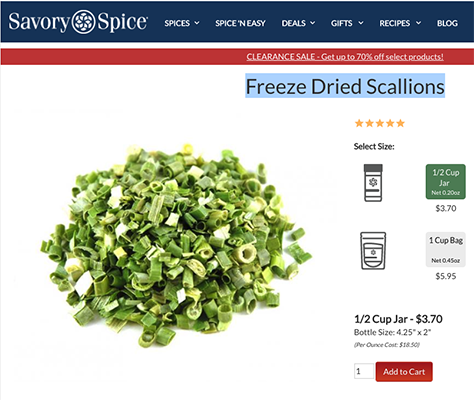 Savory Spice
SPICES SPICE 'N EASY DEALS GIFTS RECIPES BLOG
CLEARANCE SALE - Get up to 70% off select products!
Freeze Dried Scallions
Select Size:
1/2 Cup
Jar
Net 0.20oz
$3.70
1 Cup Bag
Net 0.45oz
$5.95
1/2 Cup Jar - $3.70
Bottle Size: 4.25" x 2"
(Per Ounce Cost: $18.50)
1 Add to Cart